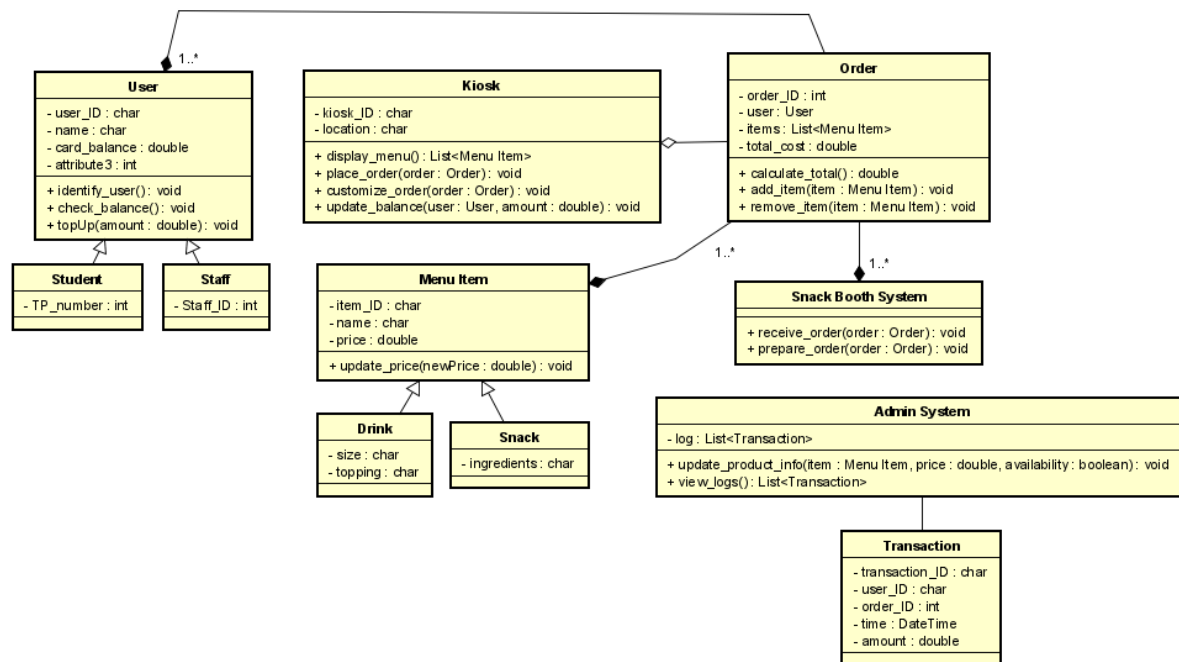 1..*
User
- user_ID : char
- name : char
- card_balance : double
- attribute3 : int
+ identify_user() : void
+ check_balance() : void
+ topUp(amount : double) : void
Student
- TP_number : int
Staff
- Staff_ID : int
Kiosk
- kiosk_ID : char
- location : char
+ display_menu() : List<Menu Item>
+ place_order(order : Order) : void
+ customize_order(order : Order) : void
+ update_balance(user : User, amount : double) : void
Order
- order_ID : int
- user : User
- items : List<Menu Item>
- total_cost : double
+ calculate_total() : double
+ add_item(item : Menu Item) : void
+ remove_item(item : Menu Item) : void
1..*
1..*
Menu Item
- item_ID : char
- name : char
- price : double
+ update_price(newPrice : double) : void
Snack Booth System
+ receive_order(order : Order) : void
+ prepare_order(order : Order) : void
Drink
- size : char
- topping : char
Snack
- ingredients : char
Admin System
- log : List<Transaction>
+ update_product_info(item : Menu Item, price : double, availability : boolean) : void
+ view_logs() : List<Transaction>
Transaction
- transaction_ID : char
- user_ID : char
- order_ID : int
- time : DateTime
- amount : double